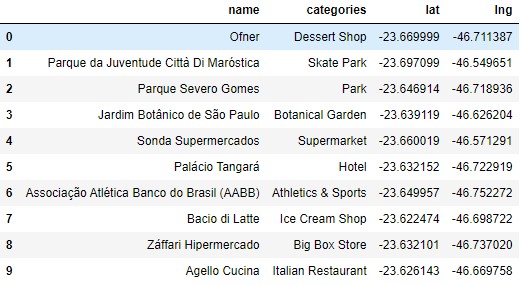 name categories lat lng
0 Ofner Dessert Shop -23.669999 -46.711387
1 Parque da Juventude Città Di Maróstica Skate Park -23.697099 -46.549651
2 Parque Severo Gomes Park -23.646914 -46.718936
3 Jardim Botânico de São Paulo Botanical Garden -23.639119 -46.626204
4 Sonda Supermercados Supermarket -23.660019 -46.571291
5 Palácio Tangará Hotel -23.632152 -46.722919
6 Associação Atlética Banco do Brasil (AABB) Athletics & Sports -23.649957 -46.752272
7 Bacio di Latte Ice Cream Shop -23.622474 -46.698722
8 Záffari Hipermercado Big Box Store -23.632101 -46.737020
9 Agello Cucina Italian Restaurant -23.626143 -46.669758